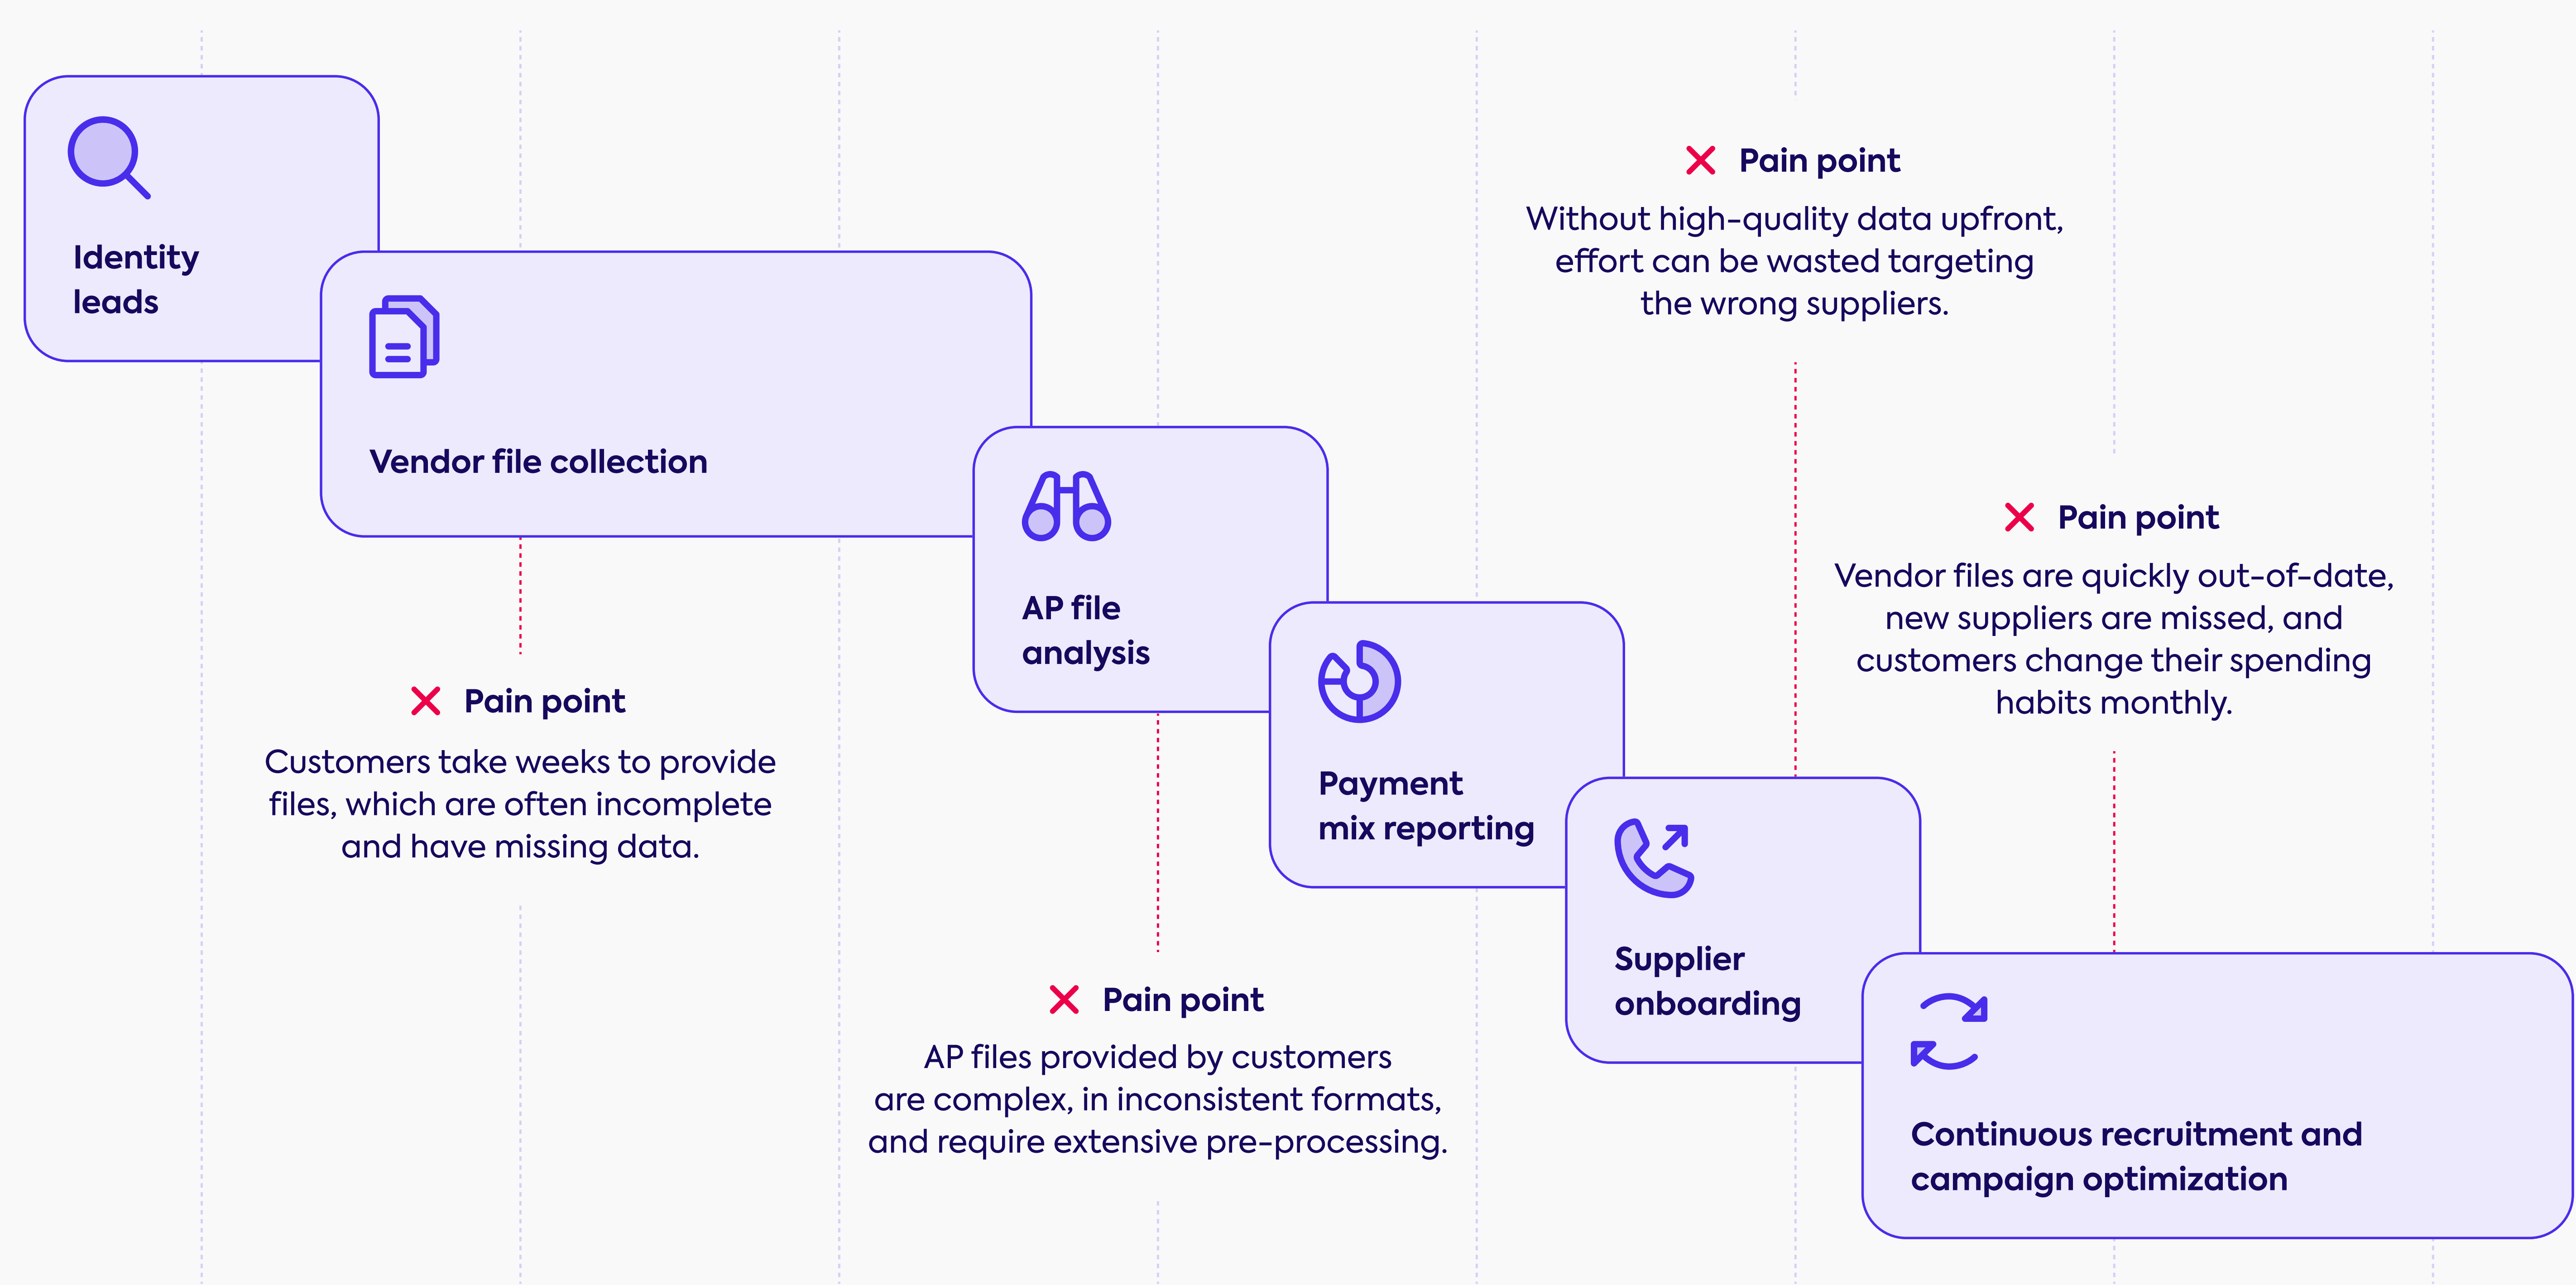 Identity
leads
Vendor file collection
Pain point
Customers take weeks to provide
files, which are often incomplete
and have missing data.
AP file
analysis
Pain point
AP files provided by customers
are complex, in inconsistent formats,
and require extensive pre-processing.
Payment
mix reporting
Pain point
Without high-quality data upfront,
effort can be wasted targeting
the wrong suppliers.
Supplier
onboarding
Pain point
Vendor files are quickly out-of-date,
new suppliers are missed, and
customers change their spending
habits monthly.
Continuous recruitment and
campaign optimization